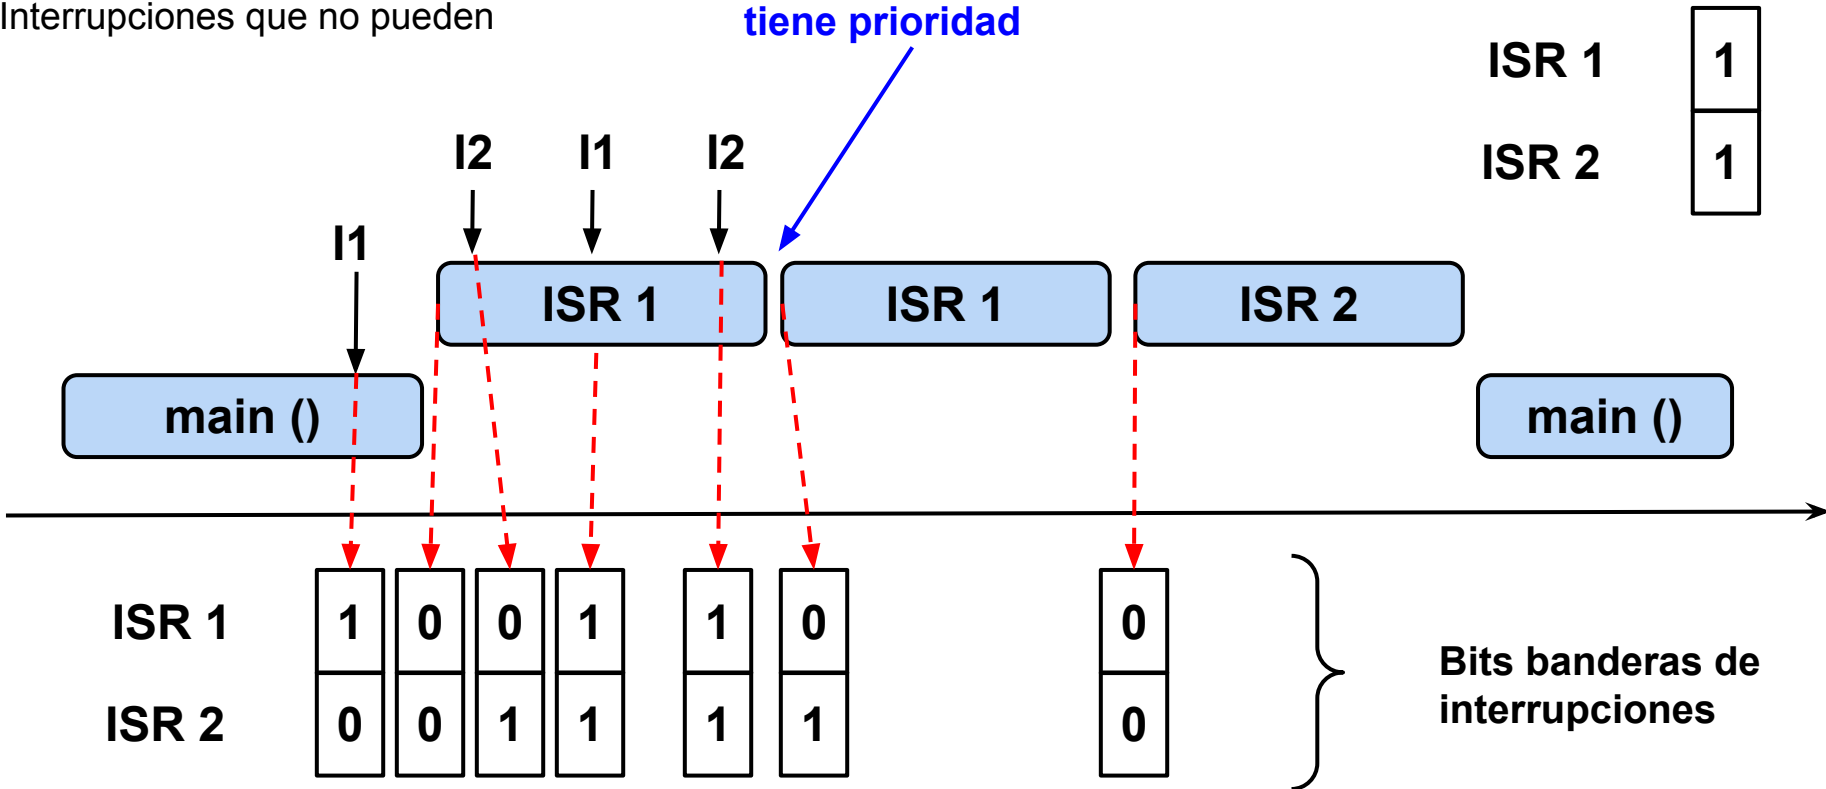 Interrupciones que no pueden
tiene prioridad
ISR 1 1
ISR 2 1
I2 I1 I2
I1
ISR 1 ISR 1 ISR 2
main () main ()
ISR 1 1 0 0 1 1 0 0
ISR 2 0 0 1 1 1 1 0
Bits banderas de
interrupciones